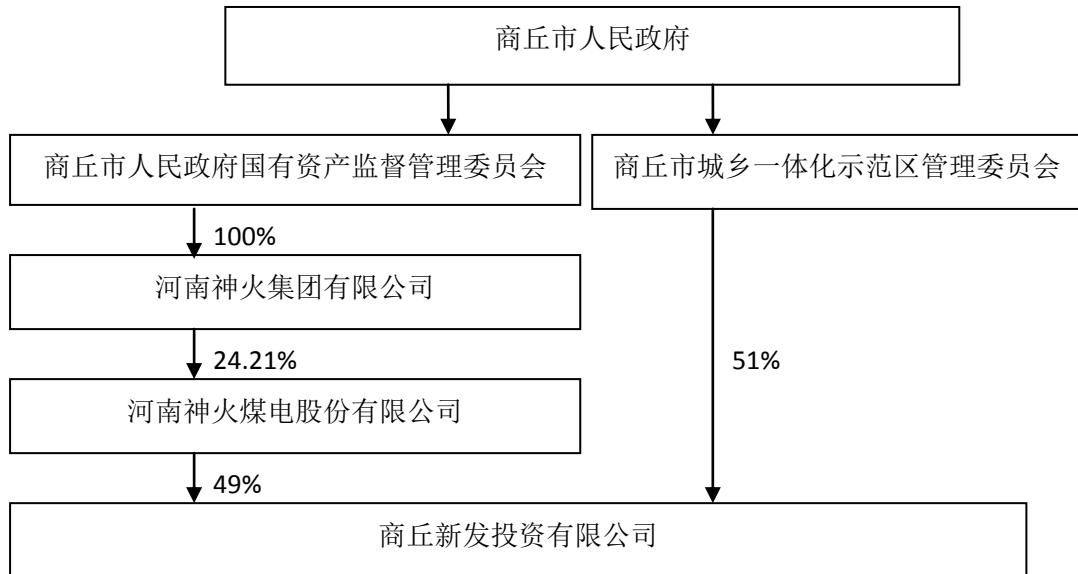 商丘市人民政府
商丘市人民政府国有资产监督管理委员会
商丘市城乡一体化示范区管理委员会
100%
河南神火集团有限公司
24.21%
51%
河南神火煤电股份有限公司
49%
商丘新发投资有限公司